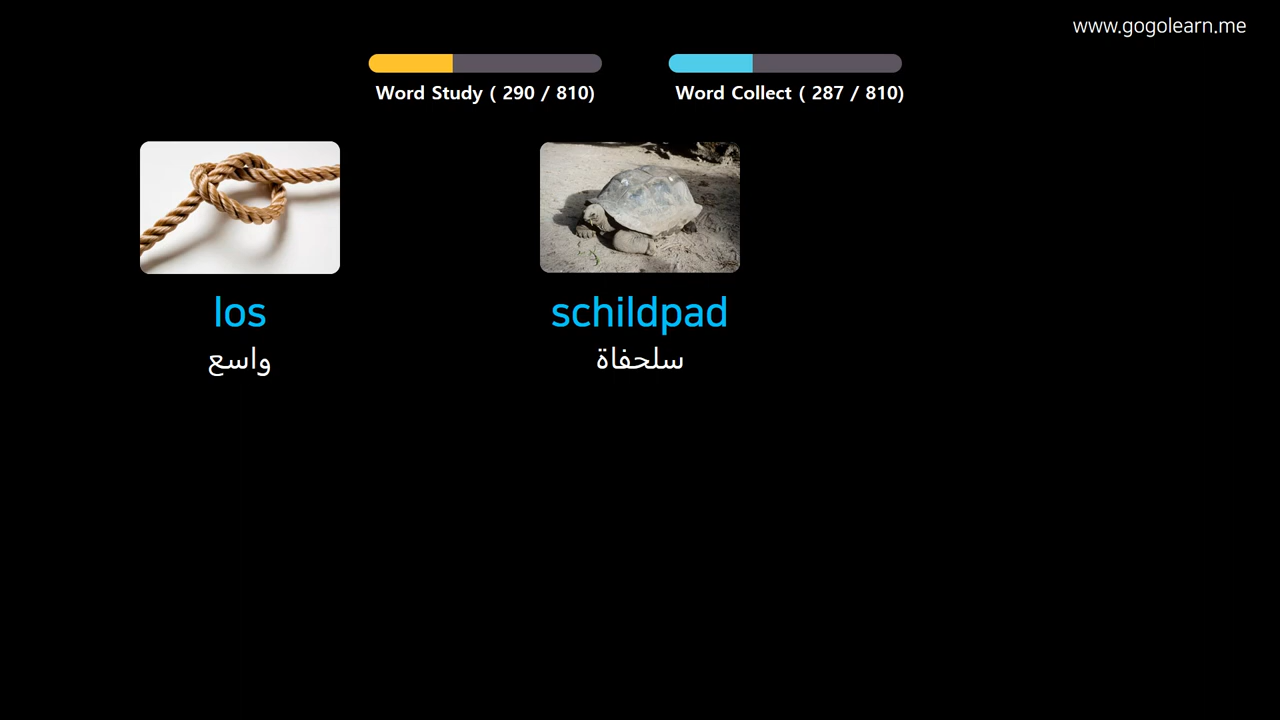 www.gogolearn.me
Word Study ( 290 / 810)
Word Collect ( 287 / 810)
los
واسع
schildpad
سلحفاة